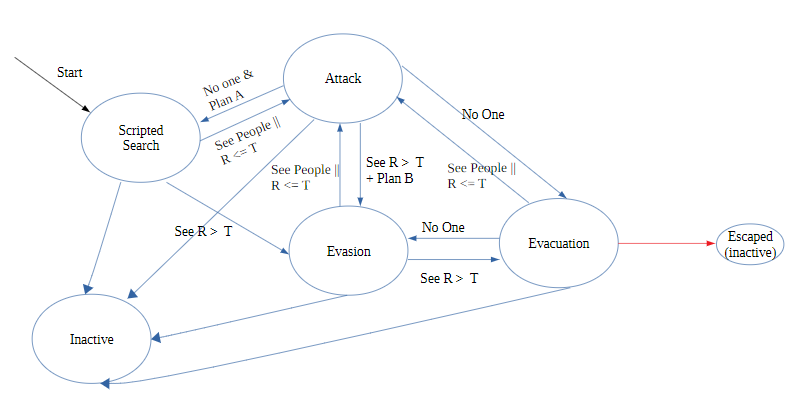 Start
Attack
No one &
Plan A
Scripted
Search
See People ||
R <= T
No One
See People ||
R <= T
See R > T
+ Plan B
See People ||
R <= T
See R > T
No One
Evasion
Evacuation
Escaped
(inactive)
See R > T
Inactive